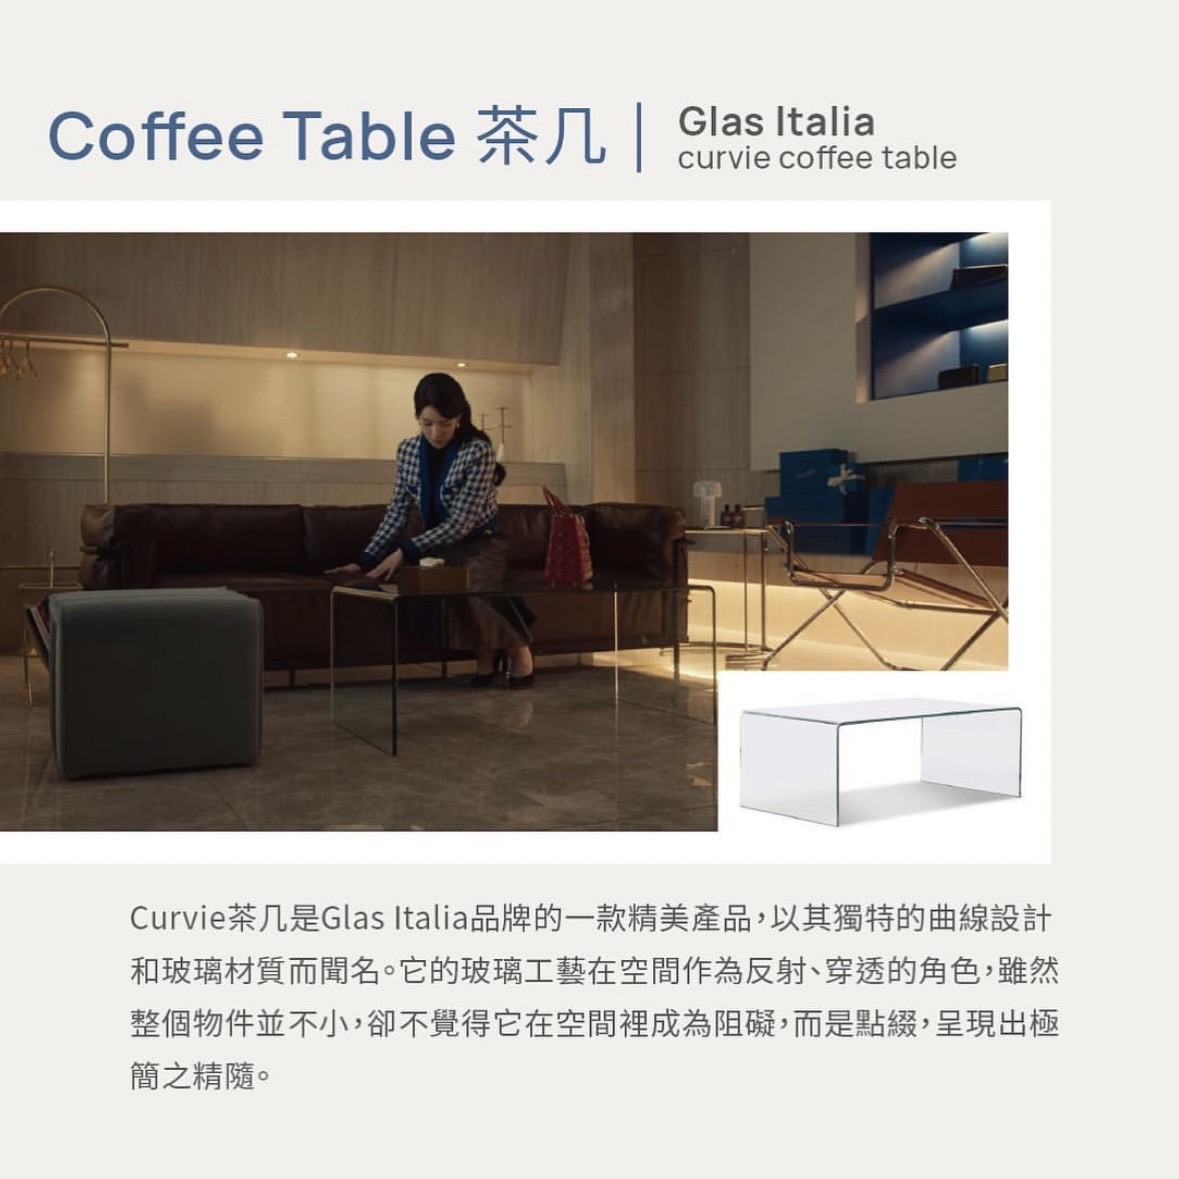 Coffee Table 茶几
Glas Italia
curvie coffee table
Curvie茶几是Glas Italia品牌的一款精美產品，以其獨特的曲線設計
和玻璃材質而聞名。它的玻璃工藝在空間作為反射、穿透的角色，雖然
整個物件並不小，卻不覺得它在空間裡成為阻礙，而是點綴，呈現出極
簡之精隨。